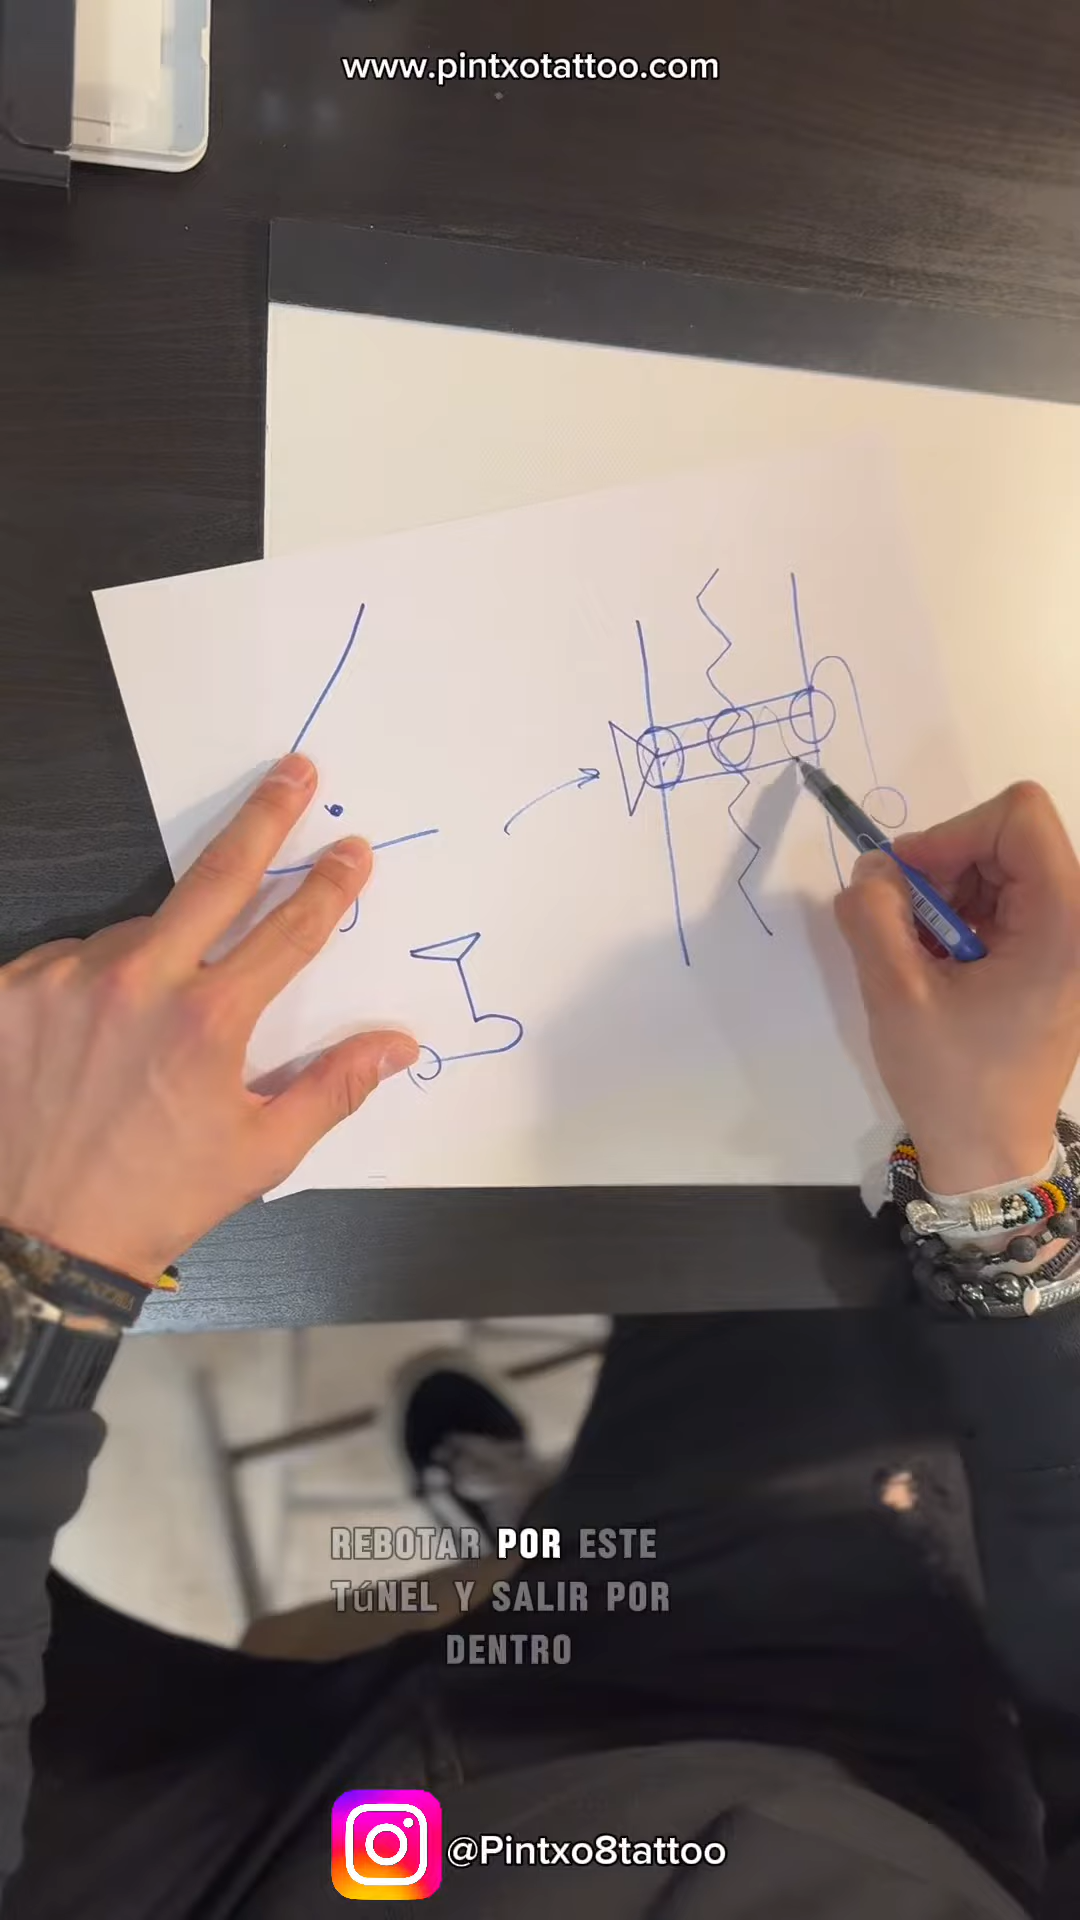 www.pintxotattoo.com
REBOTAR POR ESTE
TúNEL Y SALIR POR
DENTRO
@Pintxo8tattoo